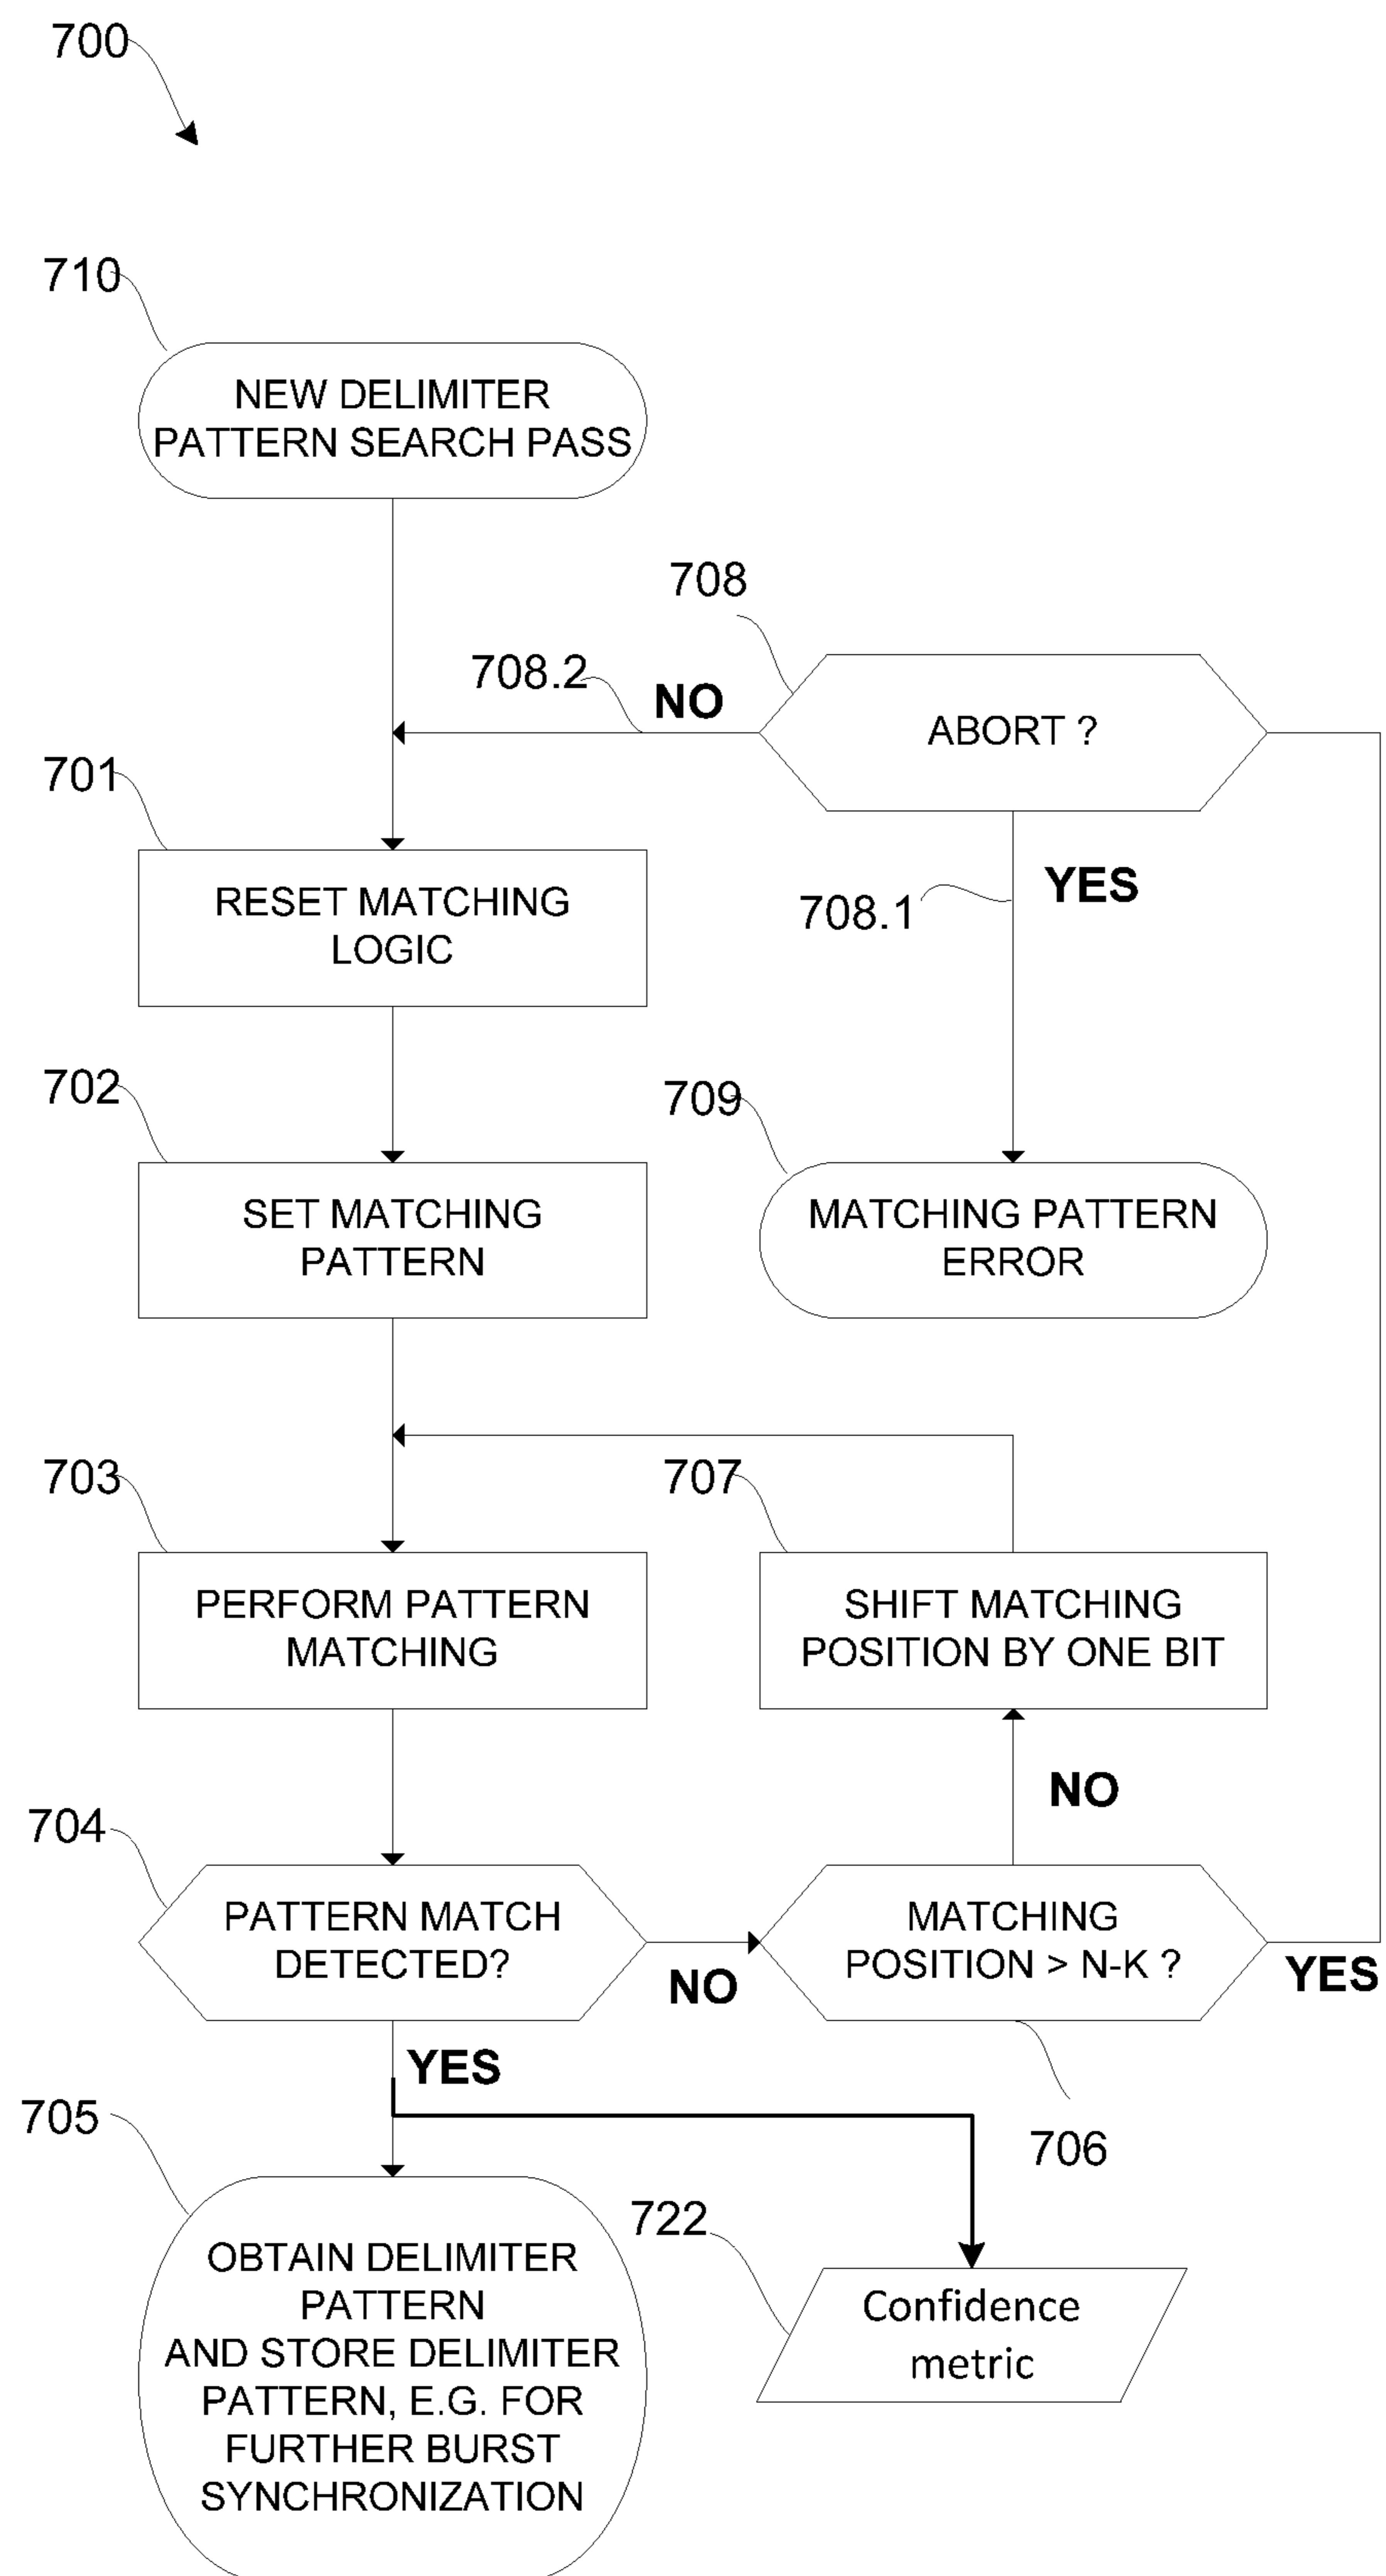 700
710
NEW DELIMITER
PATTERN SEARCH PASS
708
708.2
NO
ABORT ?
701
RESET MATCHING
LOGIC
YES
708.1
702
SET MATCHING
PATTERN
709
MATCHING PATTERN
ERROR
703
PERFORM PATTERN
MATCHING
707
SHIFT MATCHING
POSITION BY ONE BIT
NO
704
PATTERN MATCH
DETECTED?
NO
MATCHING
POSITION > N-K ?
YES
YES
706
705
OBTAIN DELIMITER
PATTERN
AND STORE DELIMITER
PATTERN, E.G. FOR
FURTHER BURST
SYNCHRONIZATION
722
Confidence
metric